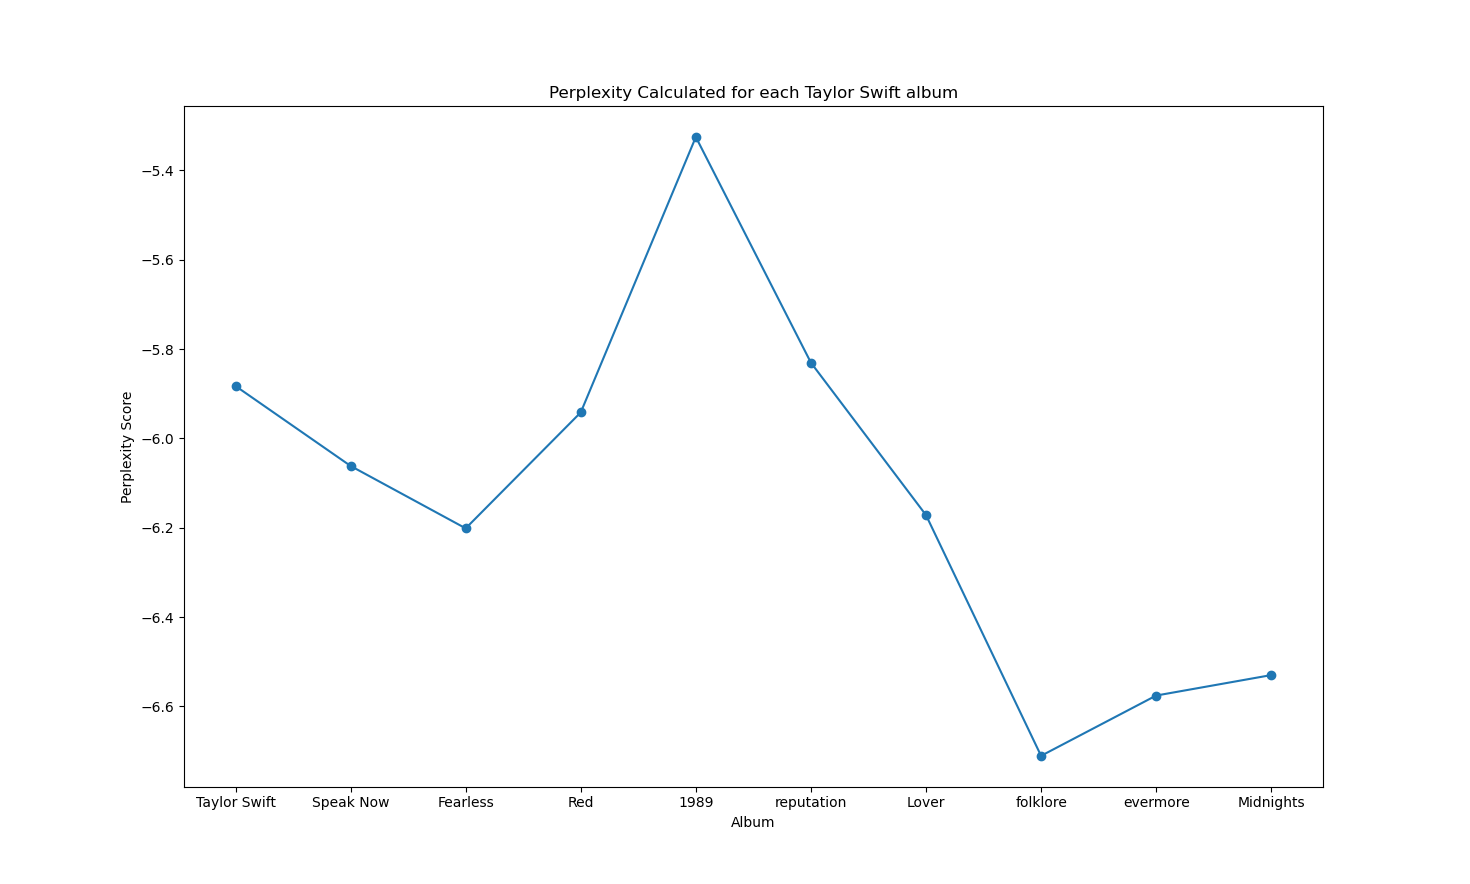 Perplexity Calculated for each Taylor Swift album
Perplexity Score
−5.4
−5.6
−5.8
−6.0
−6.2
−6.4
−6.6
Taylor Swift Speak Now Fearless Red 1989 reputation Lover folklore evermore Midnights
Album